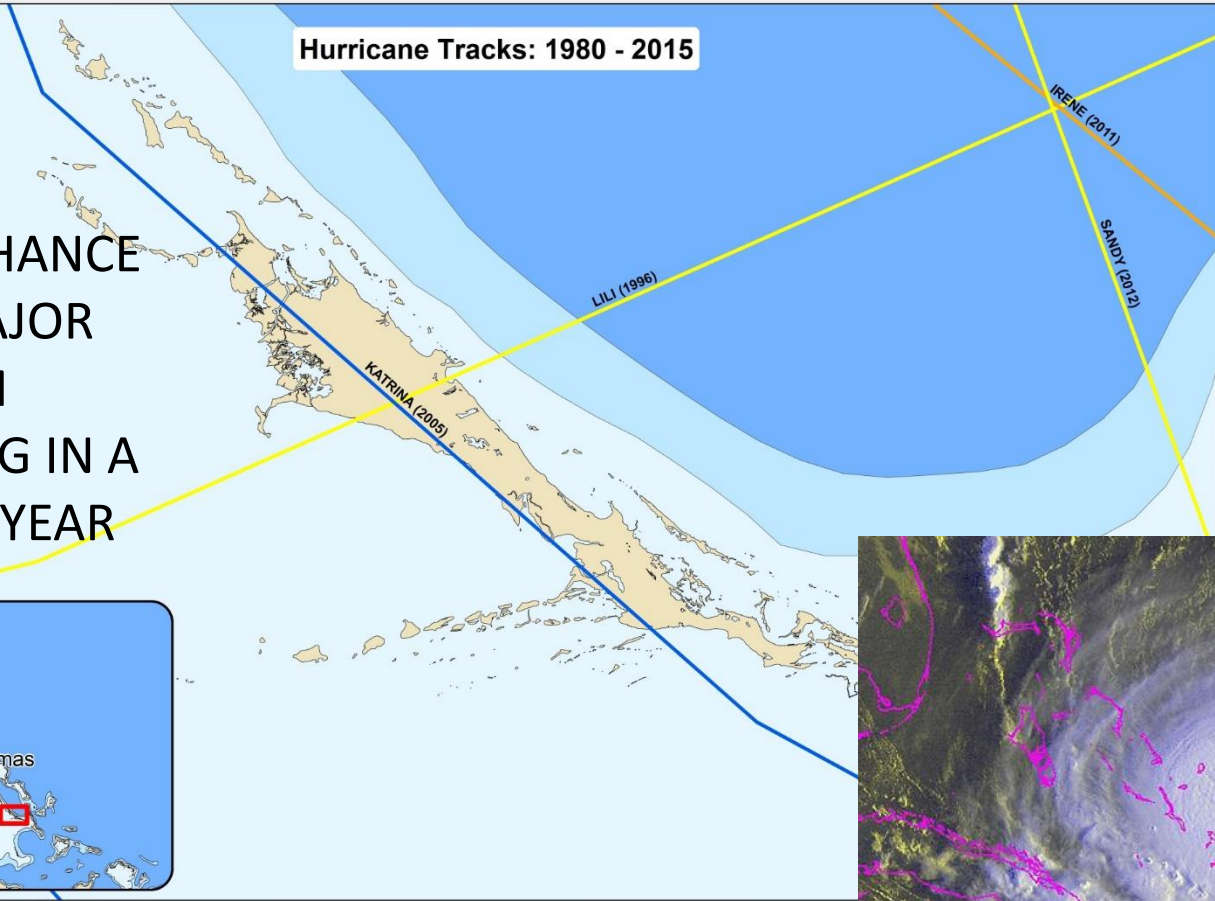 Hurricane Tracks: 1980 - 2015
IRENE (2011)
SANDY (2012)
LILI (1996)
KATRINA (2005)
HANCE
AJOR
G IN A
YEAR
mas